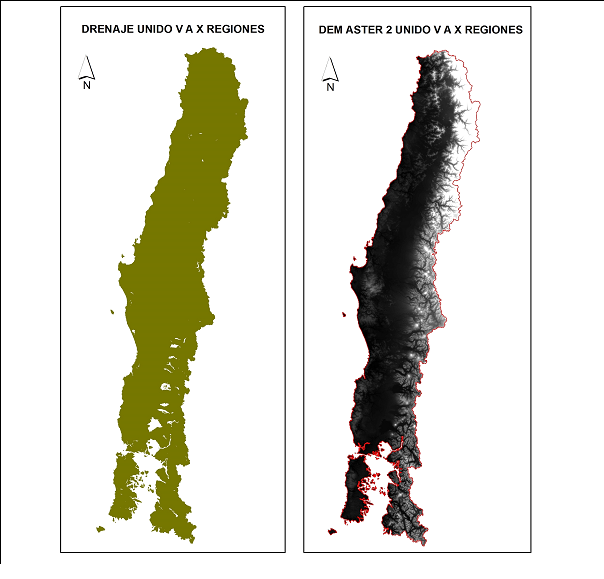 DRENAJE UNIDO V A X REGIONES
N
DEM ASTER 2 UNIDO V A X REGIONES
N